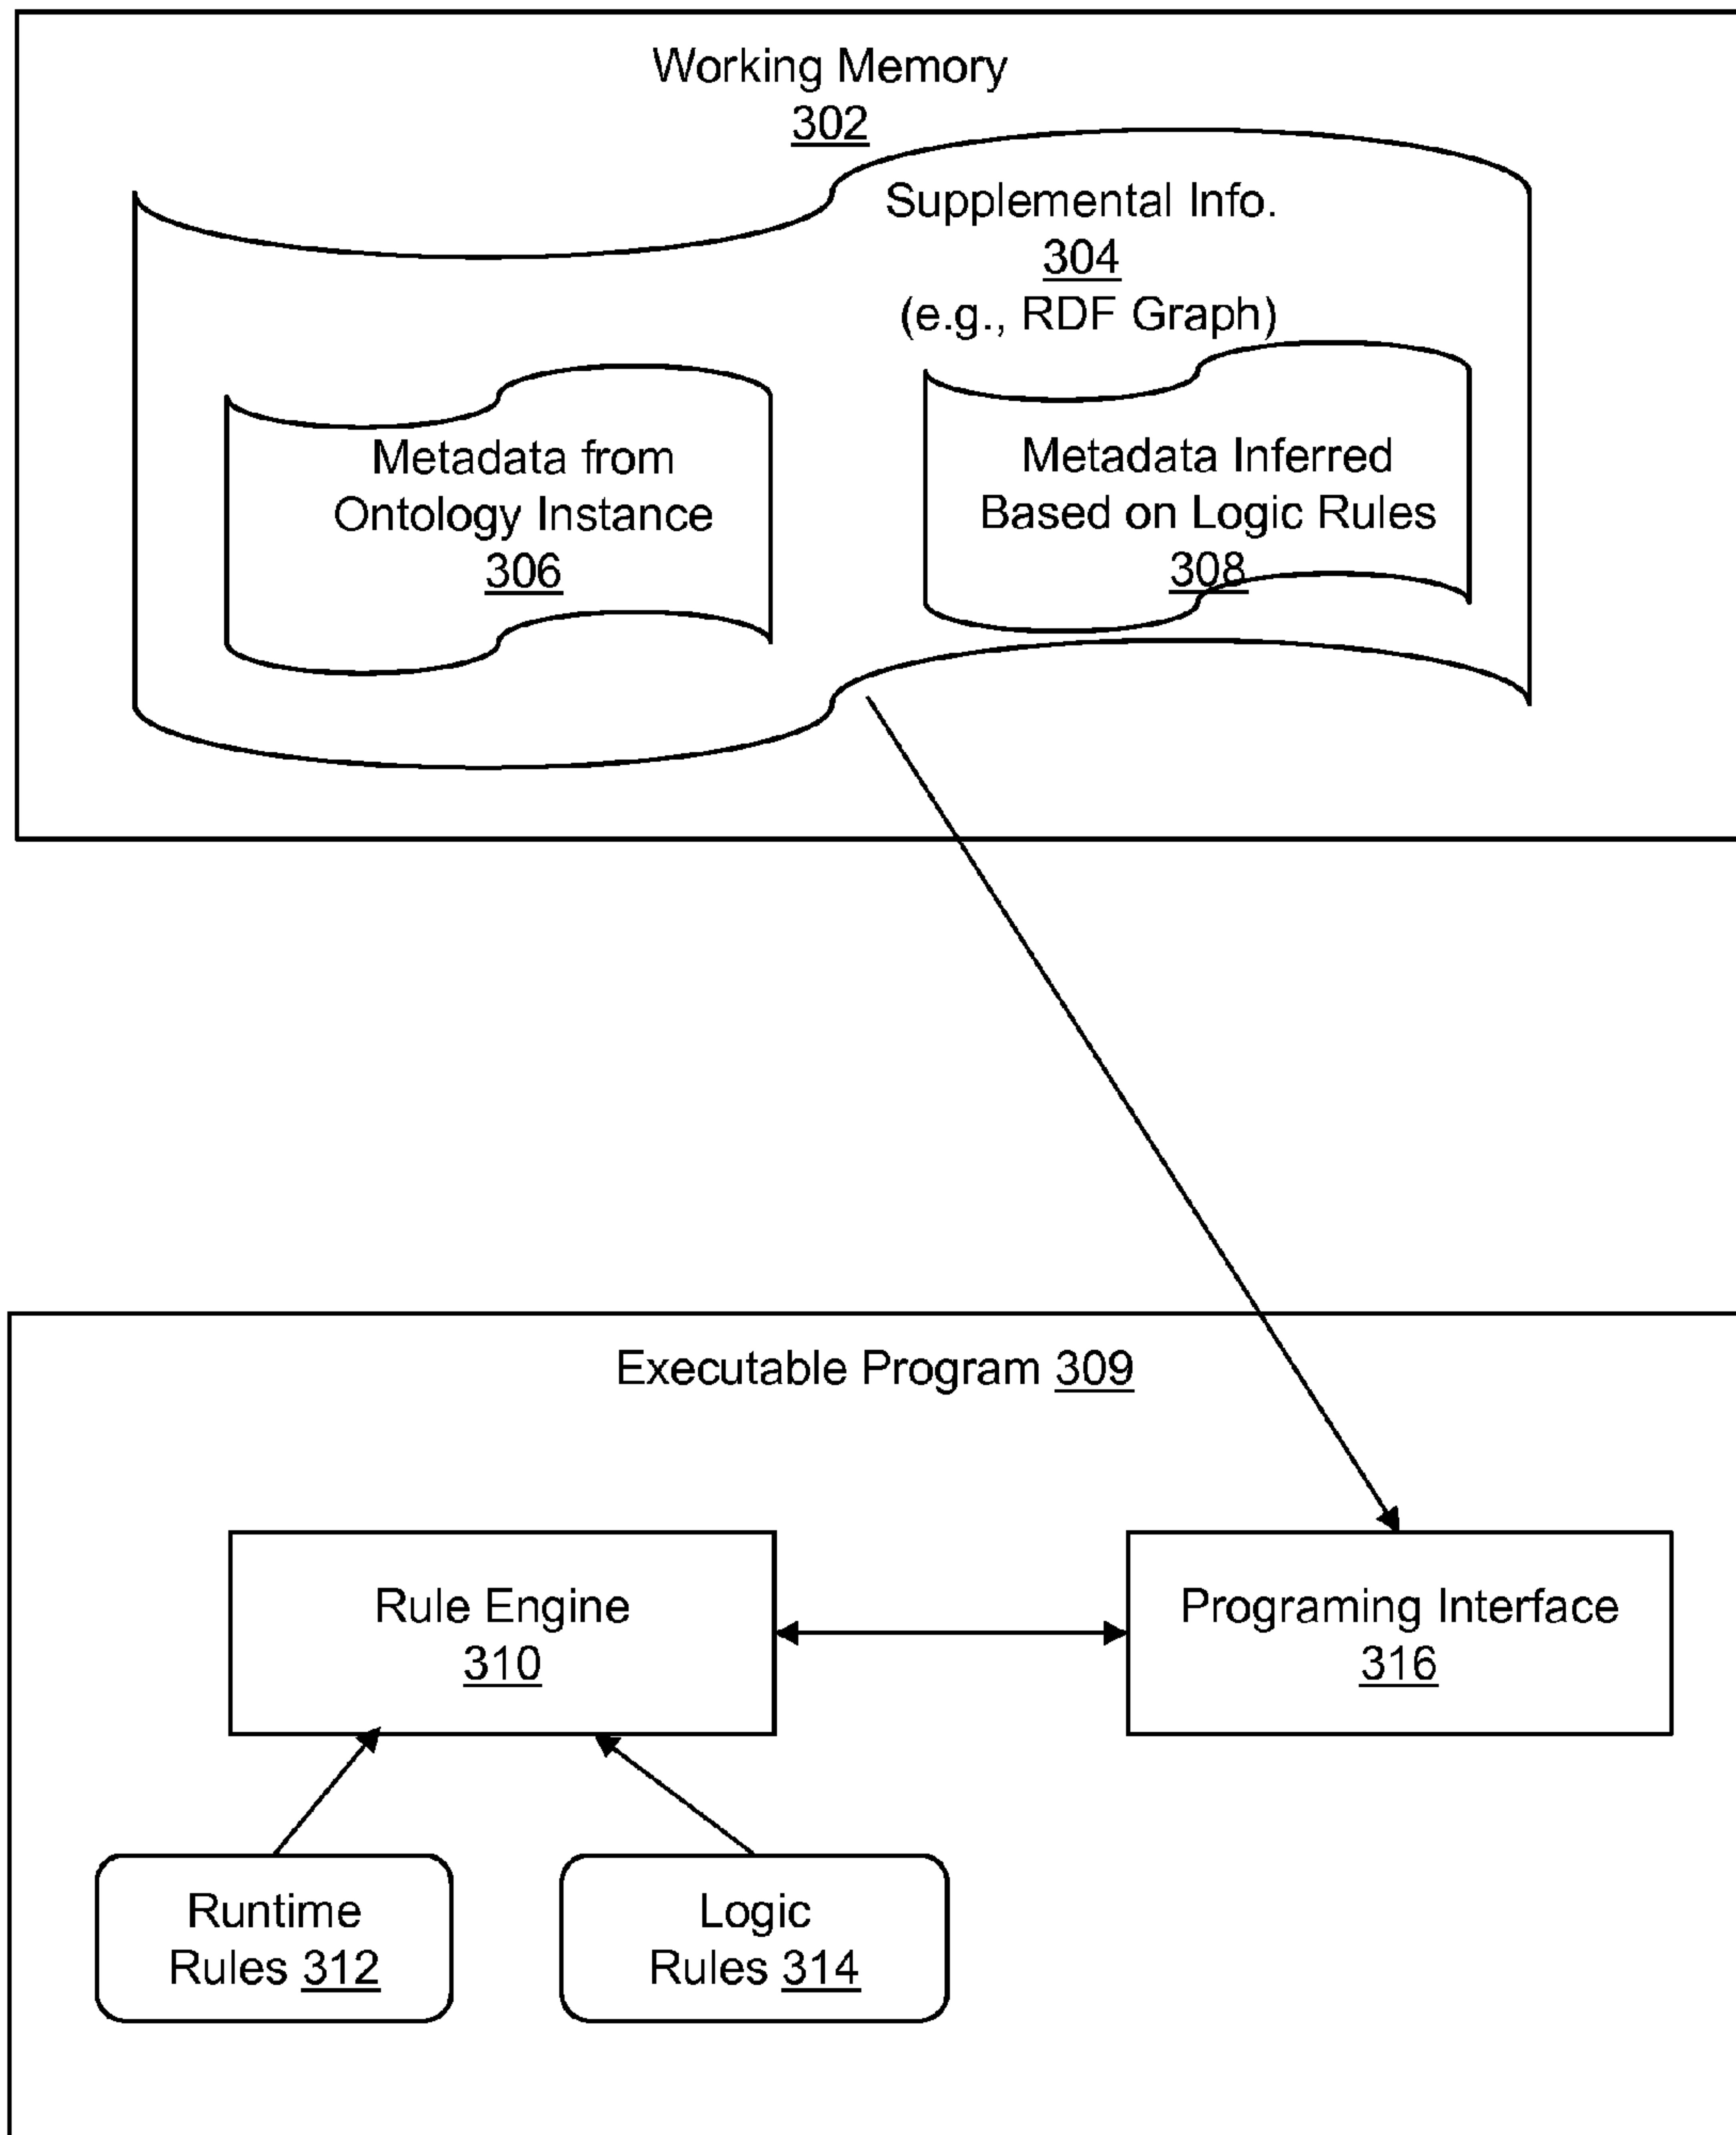 Working Memory
302
Supplemental Info.
304
(e.g., RDF Graph)
Metadata from
Ontology Instance
306
Metadata Inferred
Based on Logic Rules
308
Executable Program 309
Rule Engine
310
Programing Interface
316
Runtime
Rules 312
Logic
Rules 314